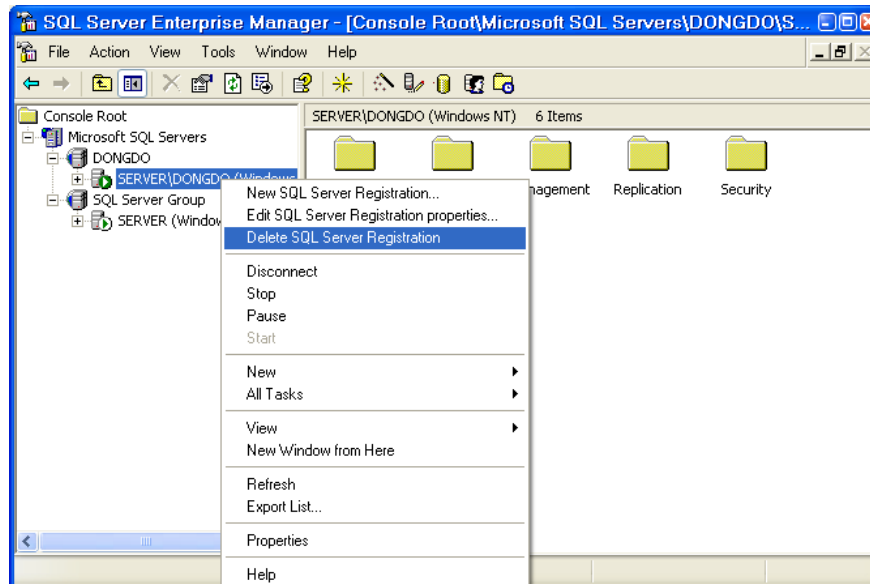 SQL Server Enterprise Manager - [Console Root\Microsoft SQL Servers\DONGDO\S...
File Action View Tools Window Help
Console Root
SERVER\DONGDO (Windows NT) 6 Items
Microsoft SQL Servers
DONGDO
SERVER\DONGDO (Windows
SQL Server Group
SERVER (Window
Replication Security
New SQL Server Registration...
Edit SQL Server Registration properties...
Delete SQL Server Registration
Disconnect
Stop
Pause
Start
New
All Tasks
View
New Window from Here
Refresh
Export List...
Properties
Help